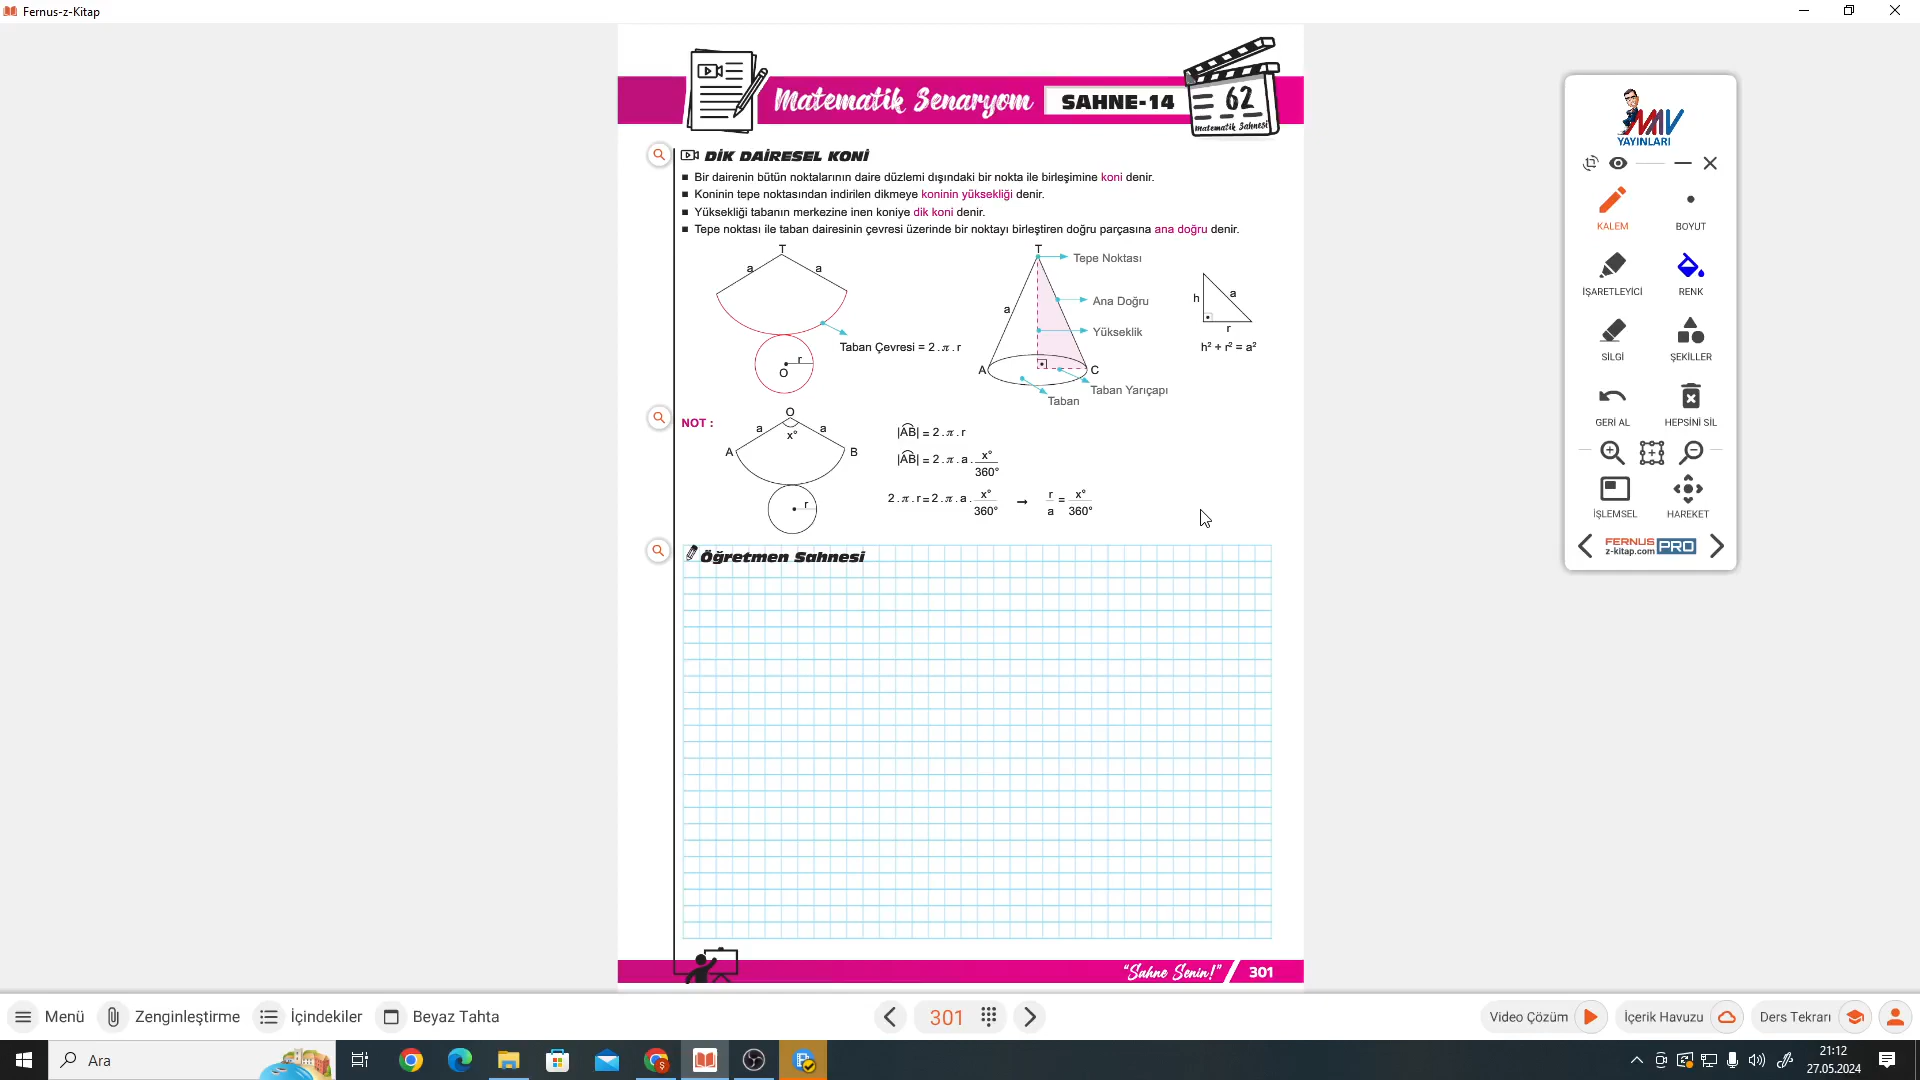 Fernus-z-Kitap
Matematik Senaryom
SAHNE-14
62
Matematik Sahnesi
DİK DAİRESEL KONİ
Bir dairenin bütün noktalarının daire düzlemi dışındaki bir nokta ile birleşimine koni denir.
Koninin tepe noktasından indirilen dikmeye koninin yüksekliği denir.
Yüksekliği tabanın merkezine inen koniye dik koni denir.
Tepe noktası ile taban dairesinin çevresi üzerinde bir noktayı birleştiren doğru parçasına ana doğru denir.
T
a
a
r
O
Taban Çevresi = 2 . π . r
T
Tepe Noktası
Ana Doğru
a
Yükseklik
A
C
Taban Yarıçapı
Taban
h
a
r
h² + r² = a²
NOT :
O
a
a
x°
A
B
r
|AB| = 2 . π . r
|AB| = 2 . π . a . x°/360°
2 . π . r = 2 . π . a . x°/360° → r/a = x°/360°
Öğretmen Sahnesi
"Sahne Senin!"
301
MAV
YAYINLARI
KALEM
BOYUT
İŞARETLEYİCİ
RENK
SİLGİ
ŞEKİLLER
GERİ AL
HEPSİNİ SİL
İŞLEMSEL
HAREKET
FERNUS
z-kitap.com PRO
Menü
Zenginleştirme
İçindekiler
Beyaz Tahta
301
Video Çözüm
İçerik Havuzu
Ders Tekrarı
Ara
21:12
27.05.2024